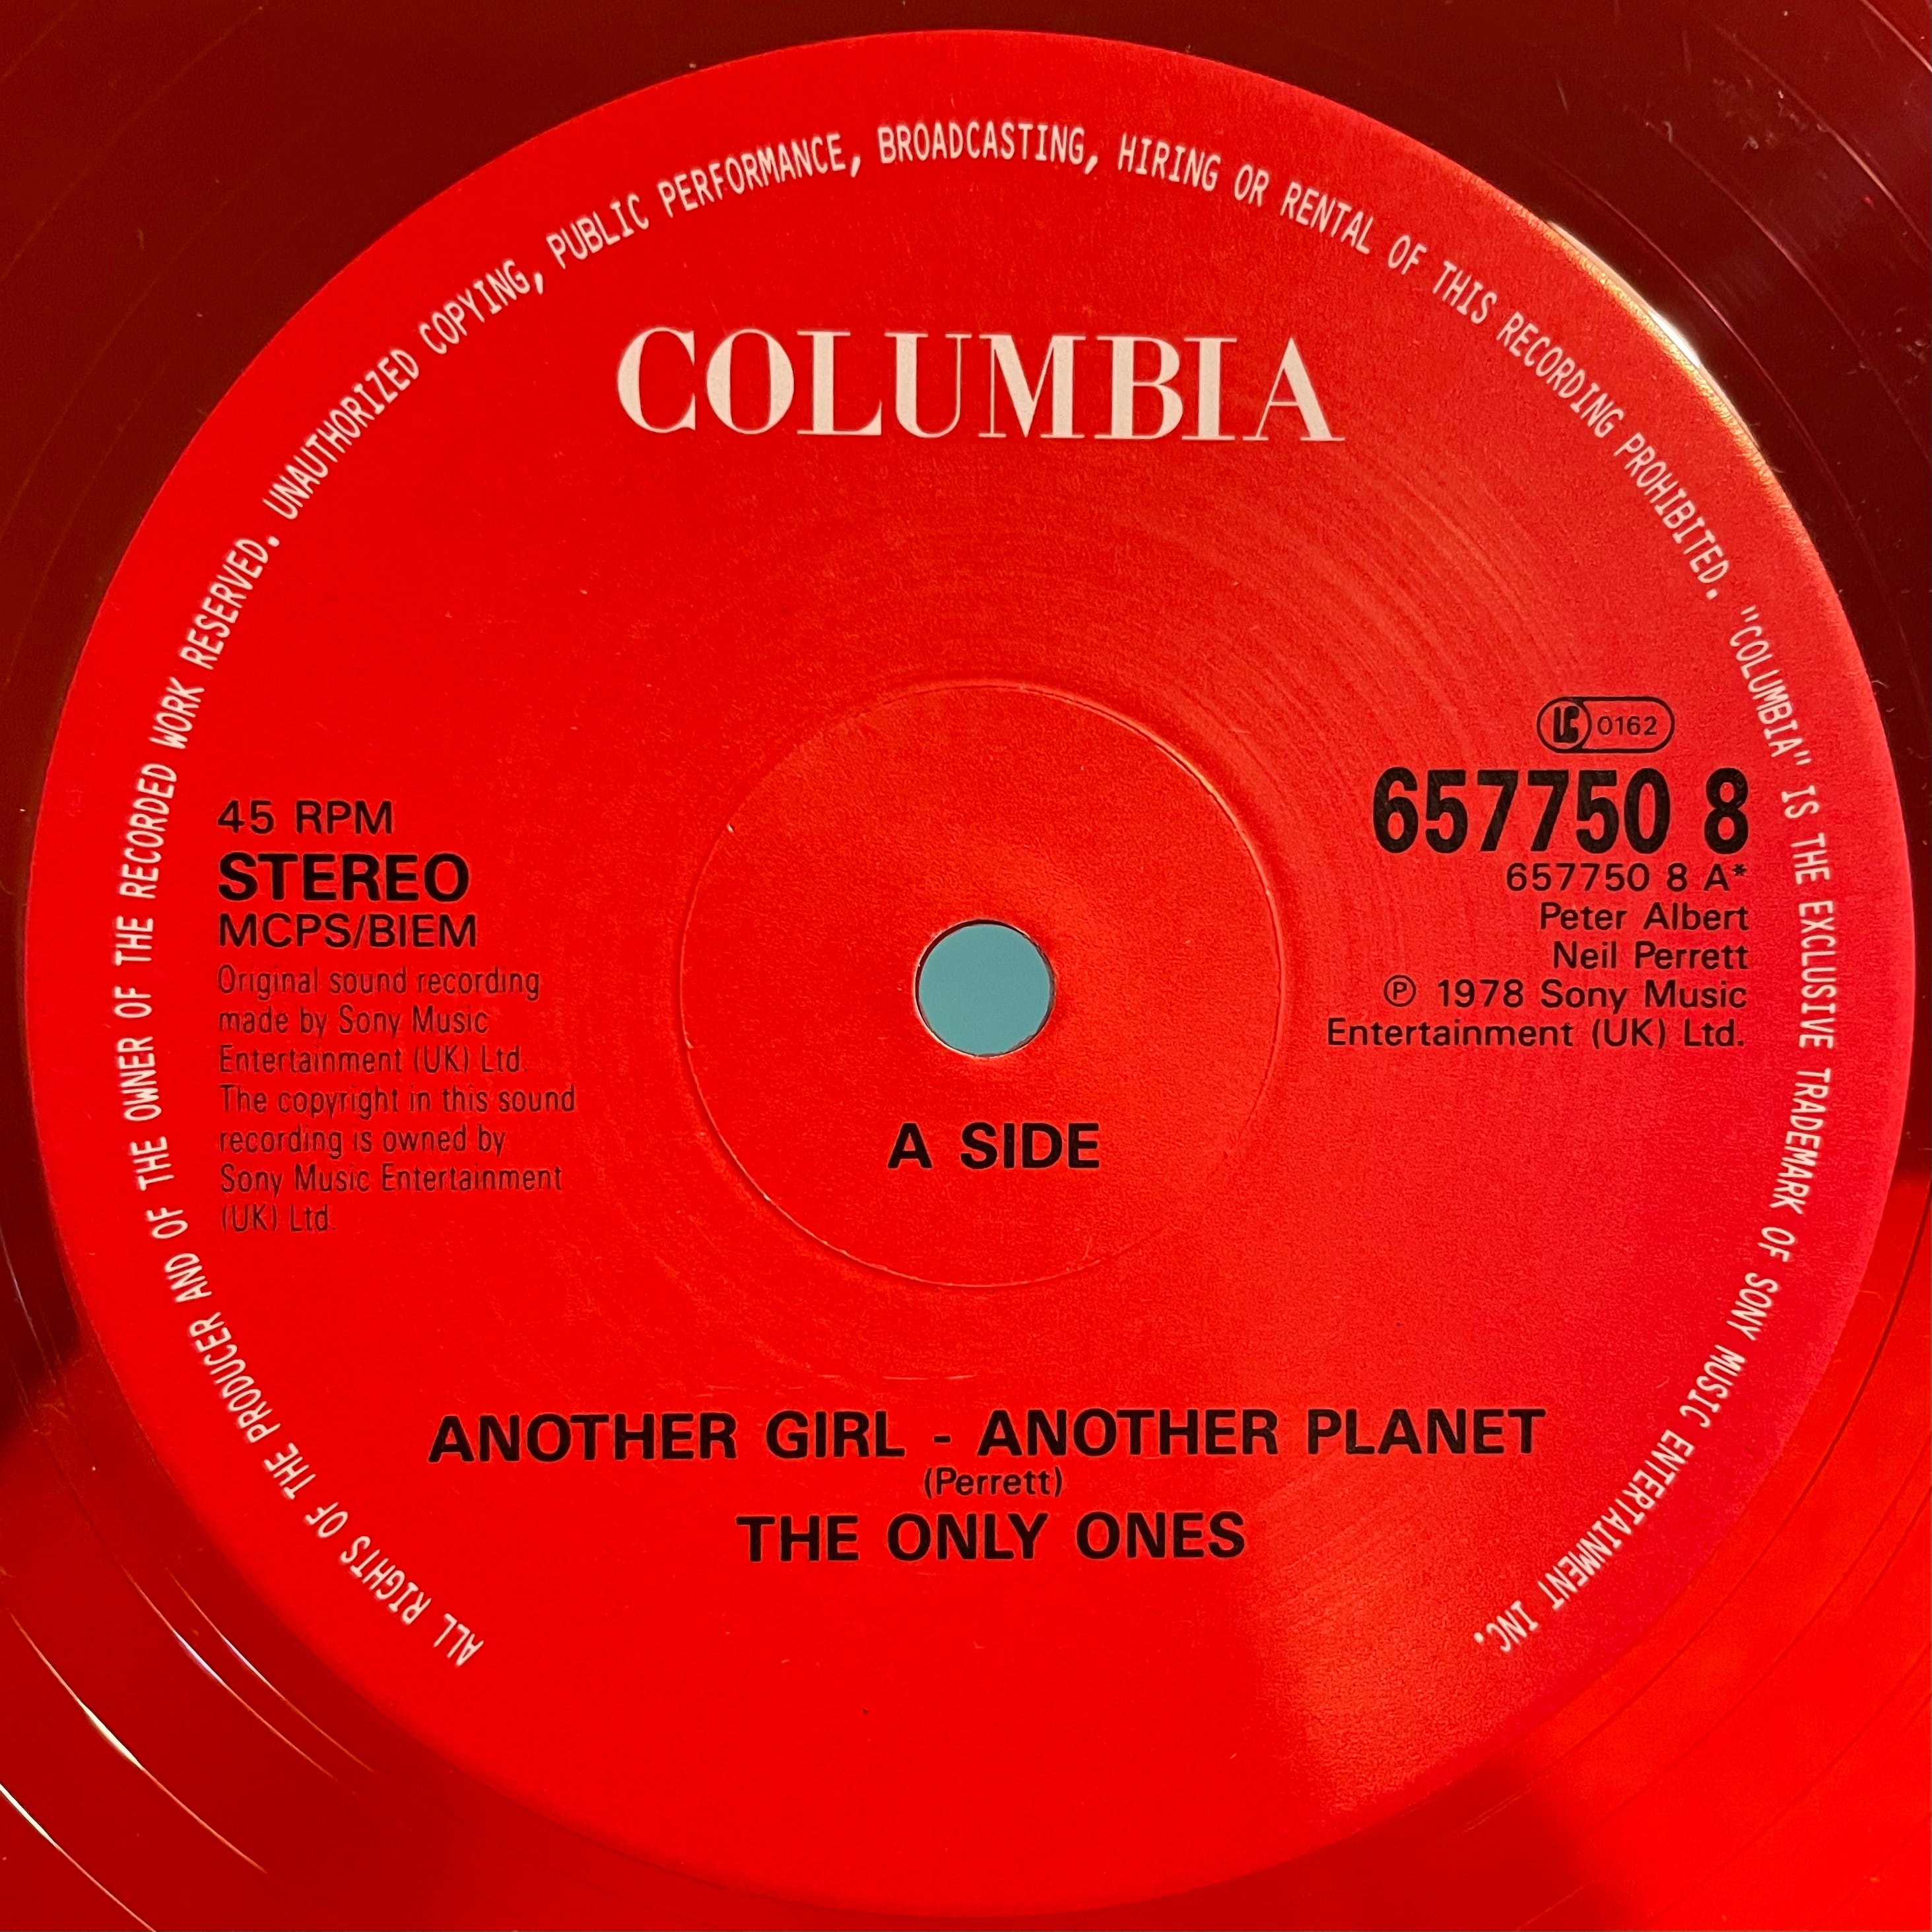 ALL RIGHTS OF THE PRODUCER AND OF THE OWNER OF THE RECORDED WORK RESERVED. UNAUTHORIZED COPYING, PUBLIC PERFORMANCE, BROADCASTING, HIRING OR RENTAL OF THIS RECORDING PROHIBITED. "COLUMBIA" IS THE EXCLUSIVE TRADEMARK OF SONY MUSIC ENTERTAINMENT INC.
COLUMBIA
45 RPM
STEREO
MCPS/BIEM
Original sound recording
made by Sony Music
Entertainment (UK) Ltd.
The copyright in this sound
recording is owned by
Sony Music Entertainment
(UK) Ltd.
LC 0162
657750 8
657750 8 A*
Peter Albert
Neil Perrett
℗ 1978 Sony Music
Entertainment (UK) Ltd.
A SIDE
ANOTHER GIRL - ANOTHER PLANET
(Perrett)
THE ONLY ONES